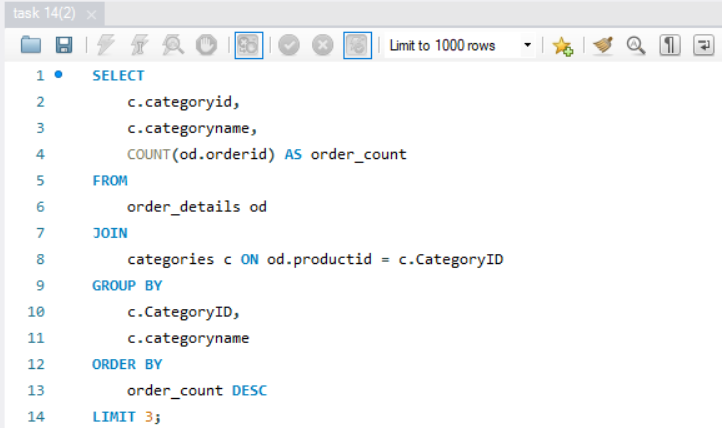 task 14(2) ×
Limit to 1000 rows
1 SELECT
2 c.categoryid,
3 c.categoryname,
4 COUNT(od.orderid) AS order_count
5 FROM
6 order_details od
7 JOIN
8 categories c ON od.productid = c.CategoryID
9 GROUP BY
10 c.CategoryID,
11 c.categoryname
12 ORDER BY
13 order_count DESC
14 LIMIT 3;